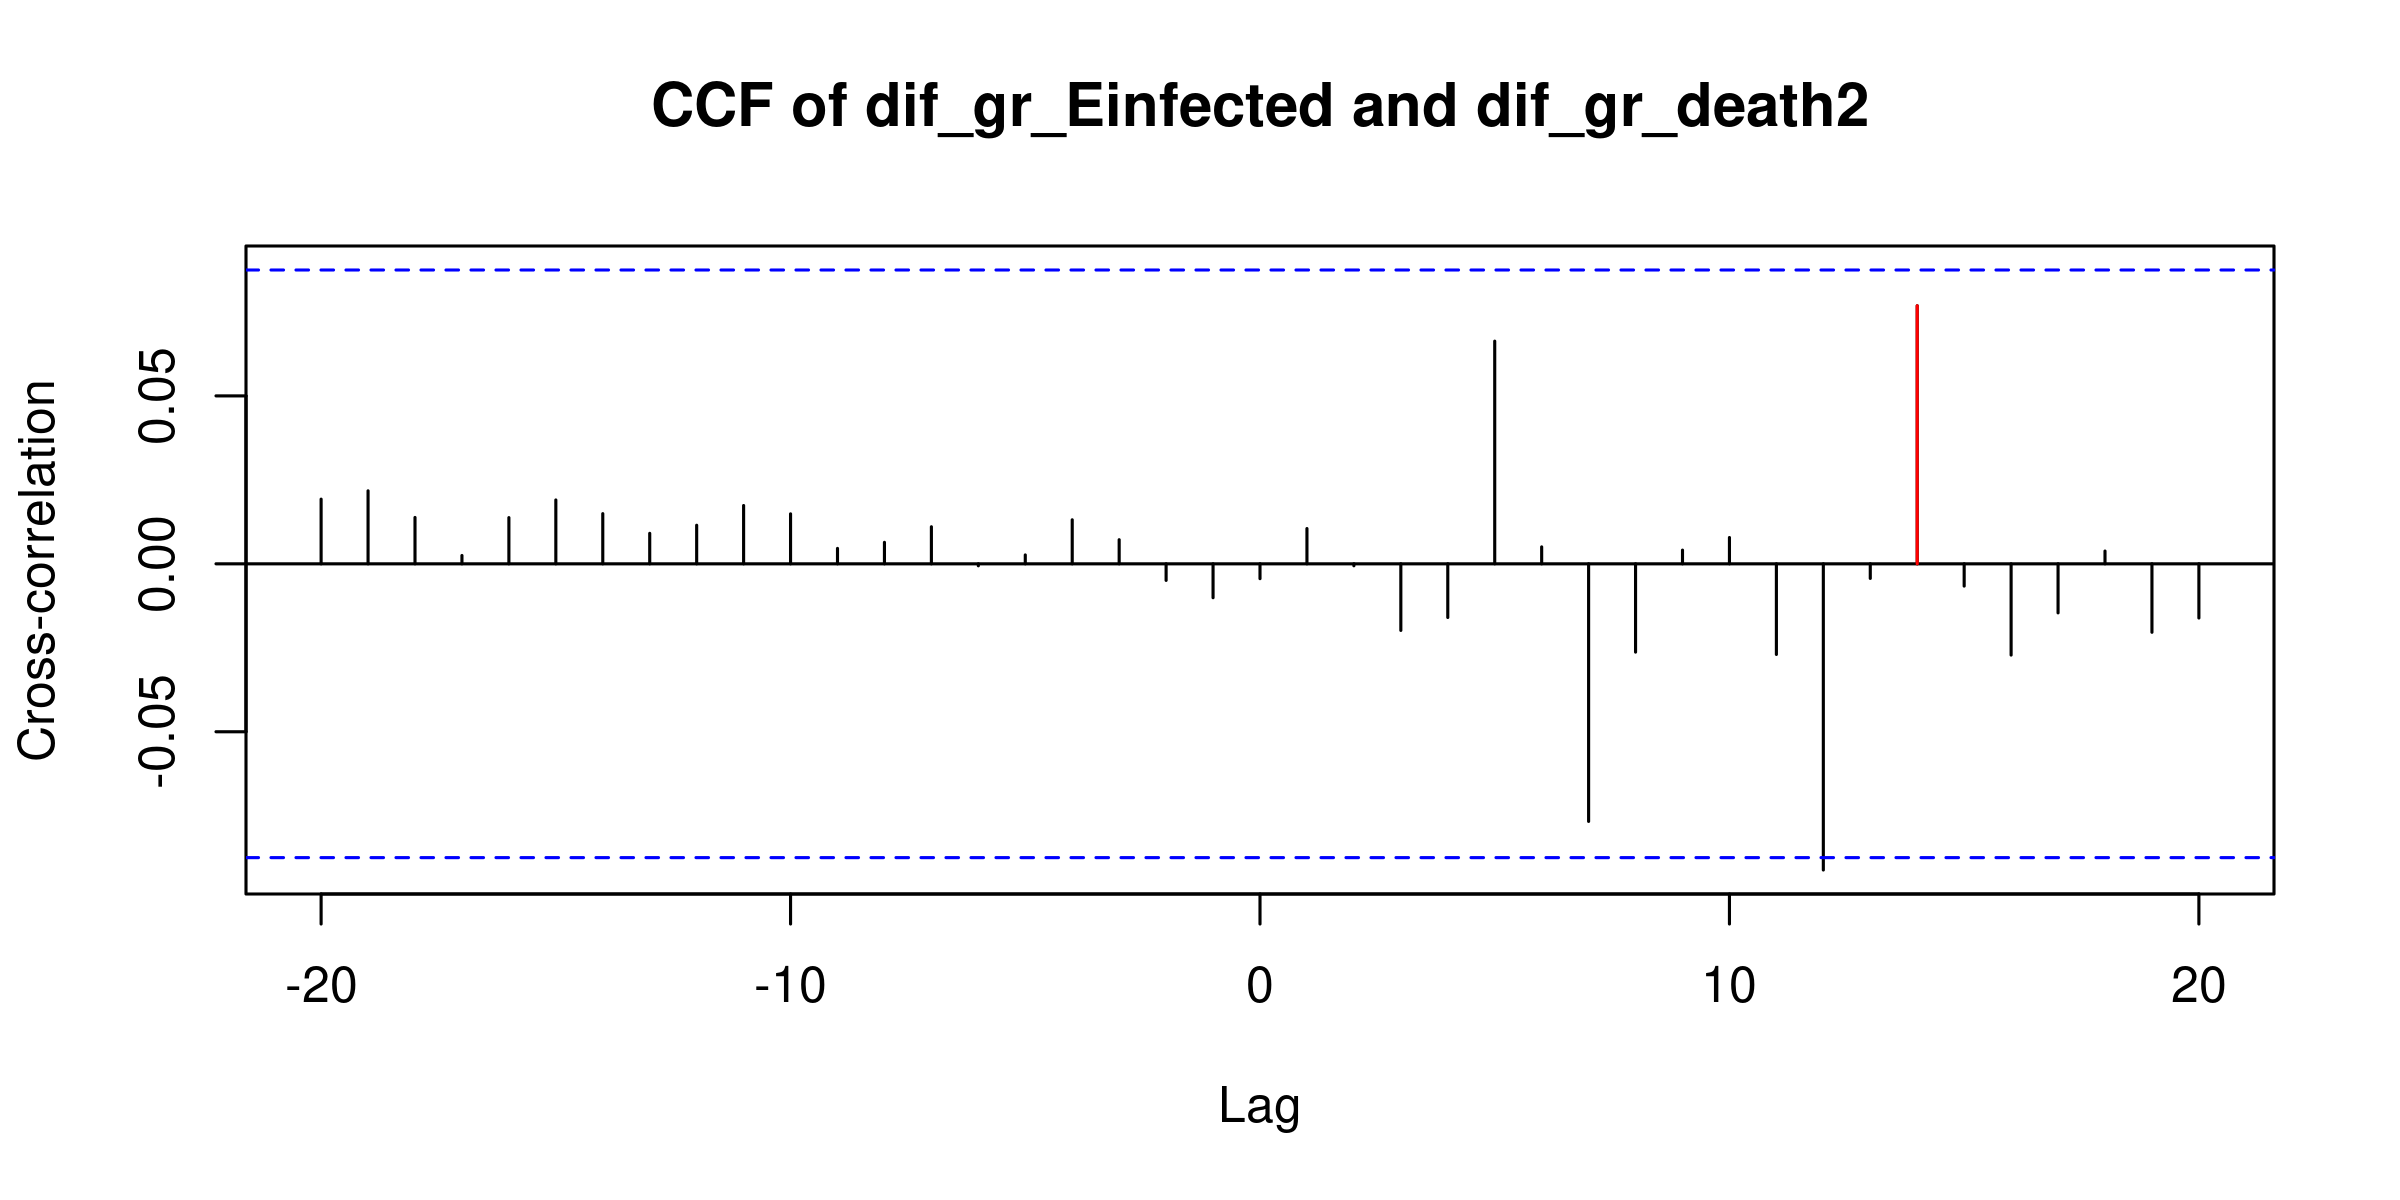 CCF of dif_gr_Einfected and dif_gr_death2
Cross-correlation
0.05
0.00
-0.05
-20 -10 0 10 20
Lag